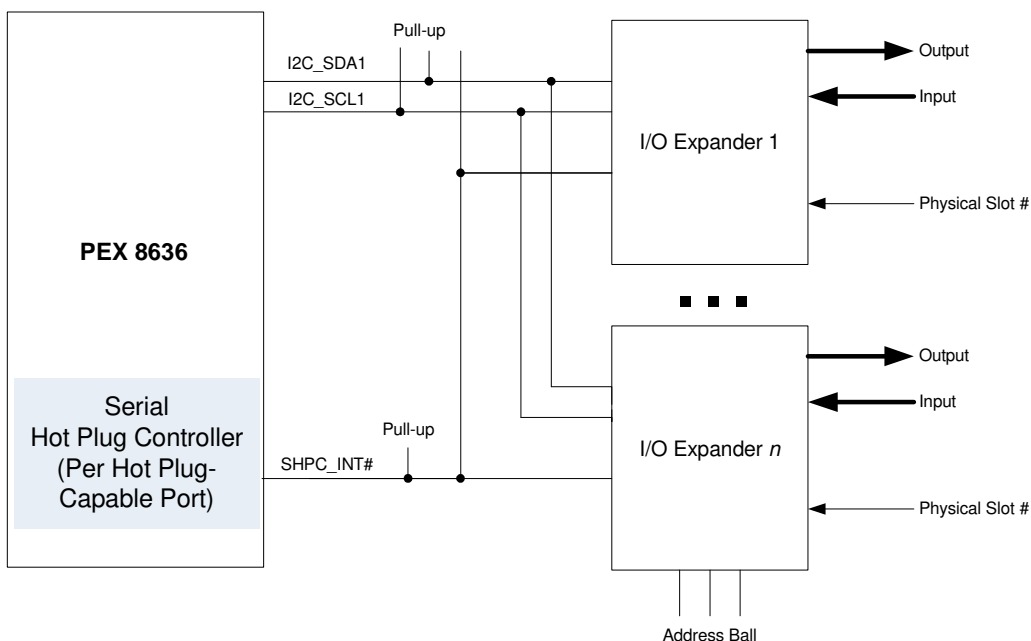 Pull-up
I2C_SDA1
I2C_SCL1
PEX 8636
Serial
Hot Plug Controller
(Per Hot Plug-
Capable Port)
Pull-up
SHPC_INT#
I/O Expander 1
Output
Input
Physical Slot #
I/O Expander n
Output
Input
Physical Slot #
Address Ball